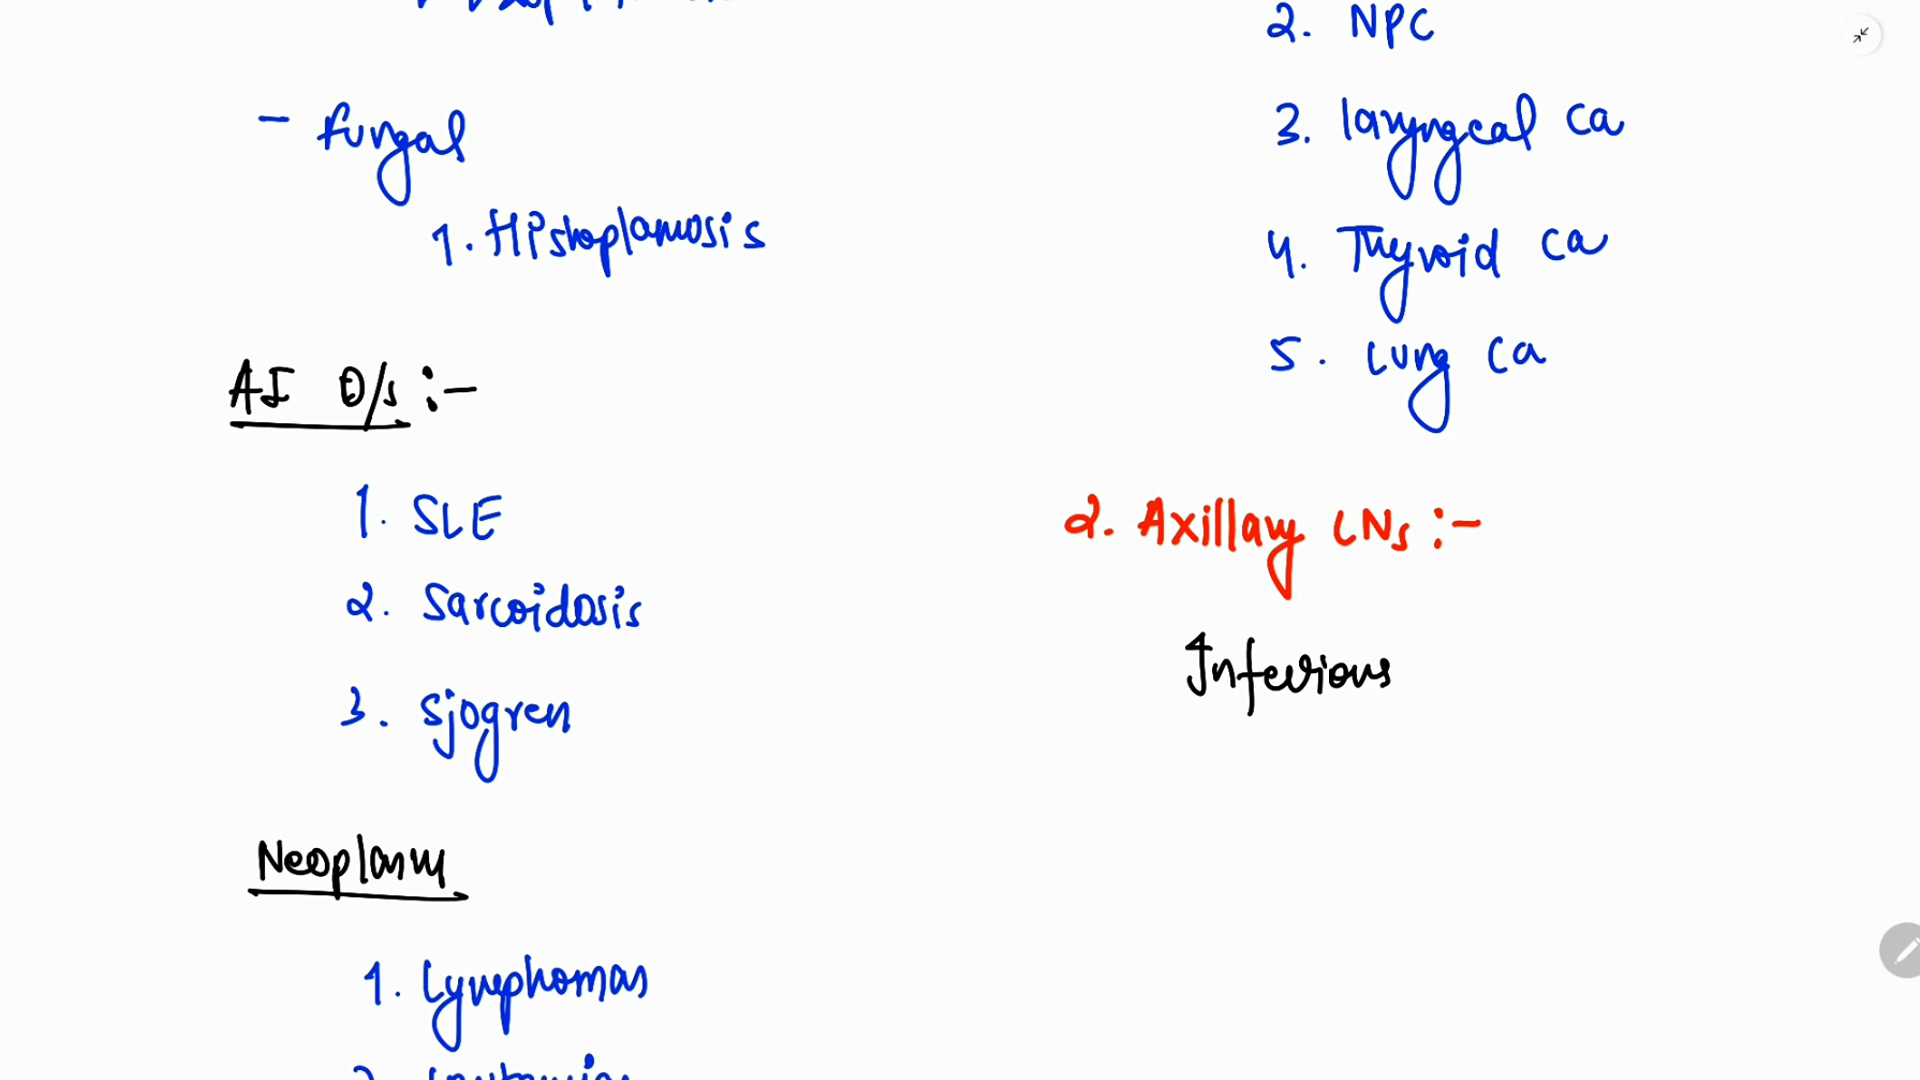 - Fungal
1. Histoplamosis
AI D/s :-
1. SLE
2. Sarcoidosis
3. Sjogren
Neoplasm
1. Lymphomas
2. NPC
3. laryngeal ca
4. Thyroid ca
5. Lung ca
2. Axillary LNs :-
Infectious